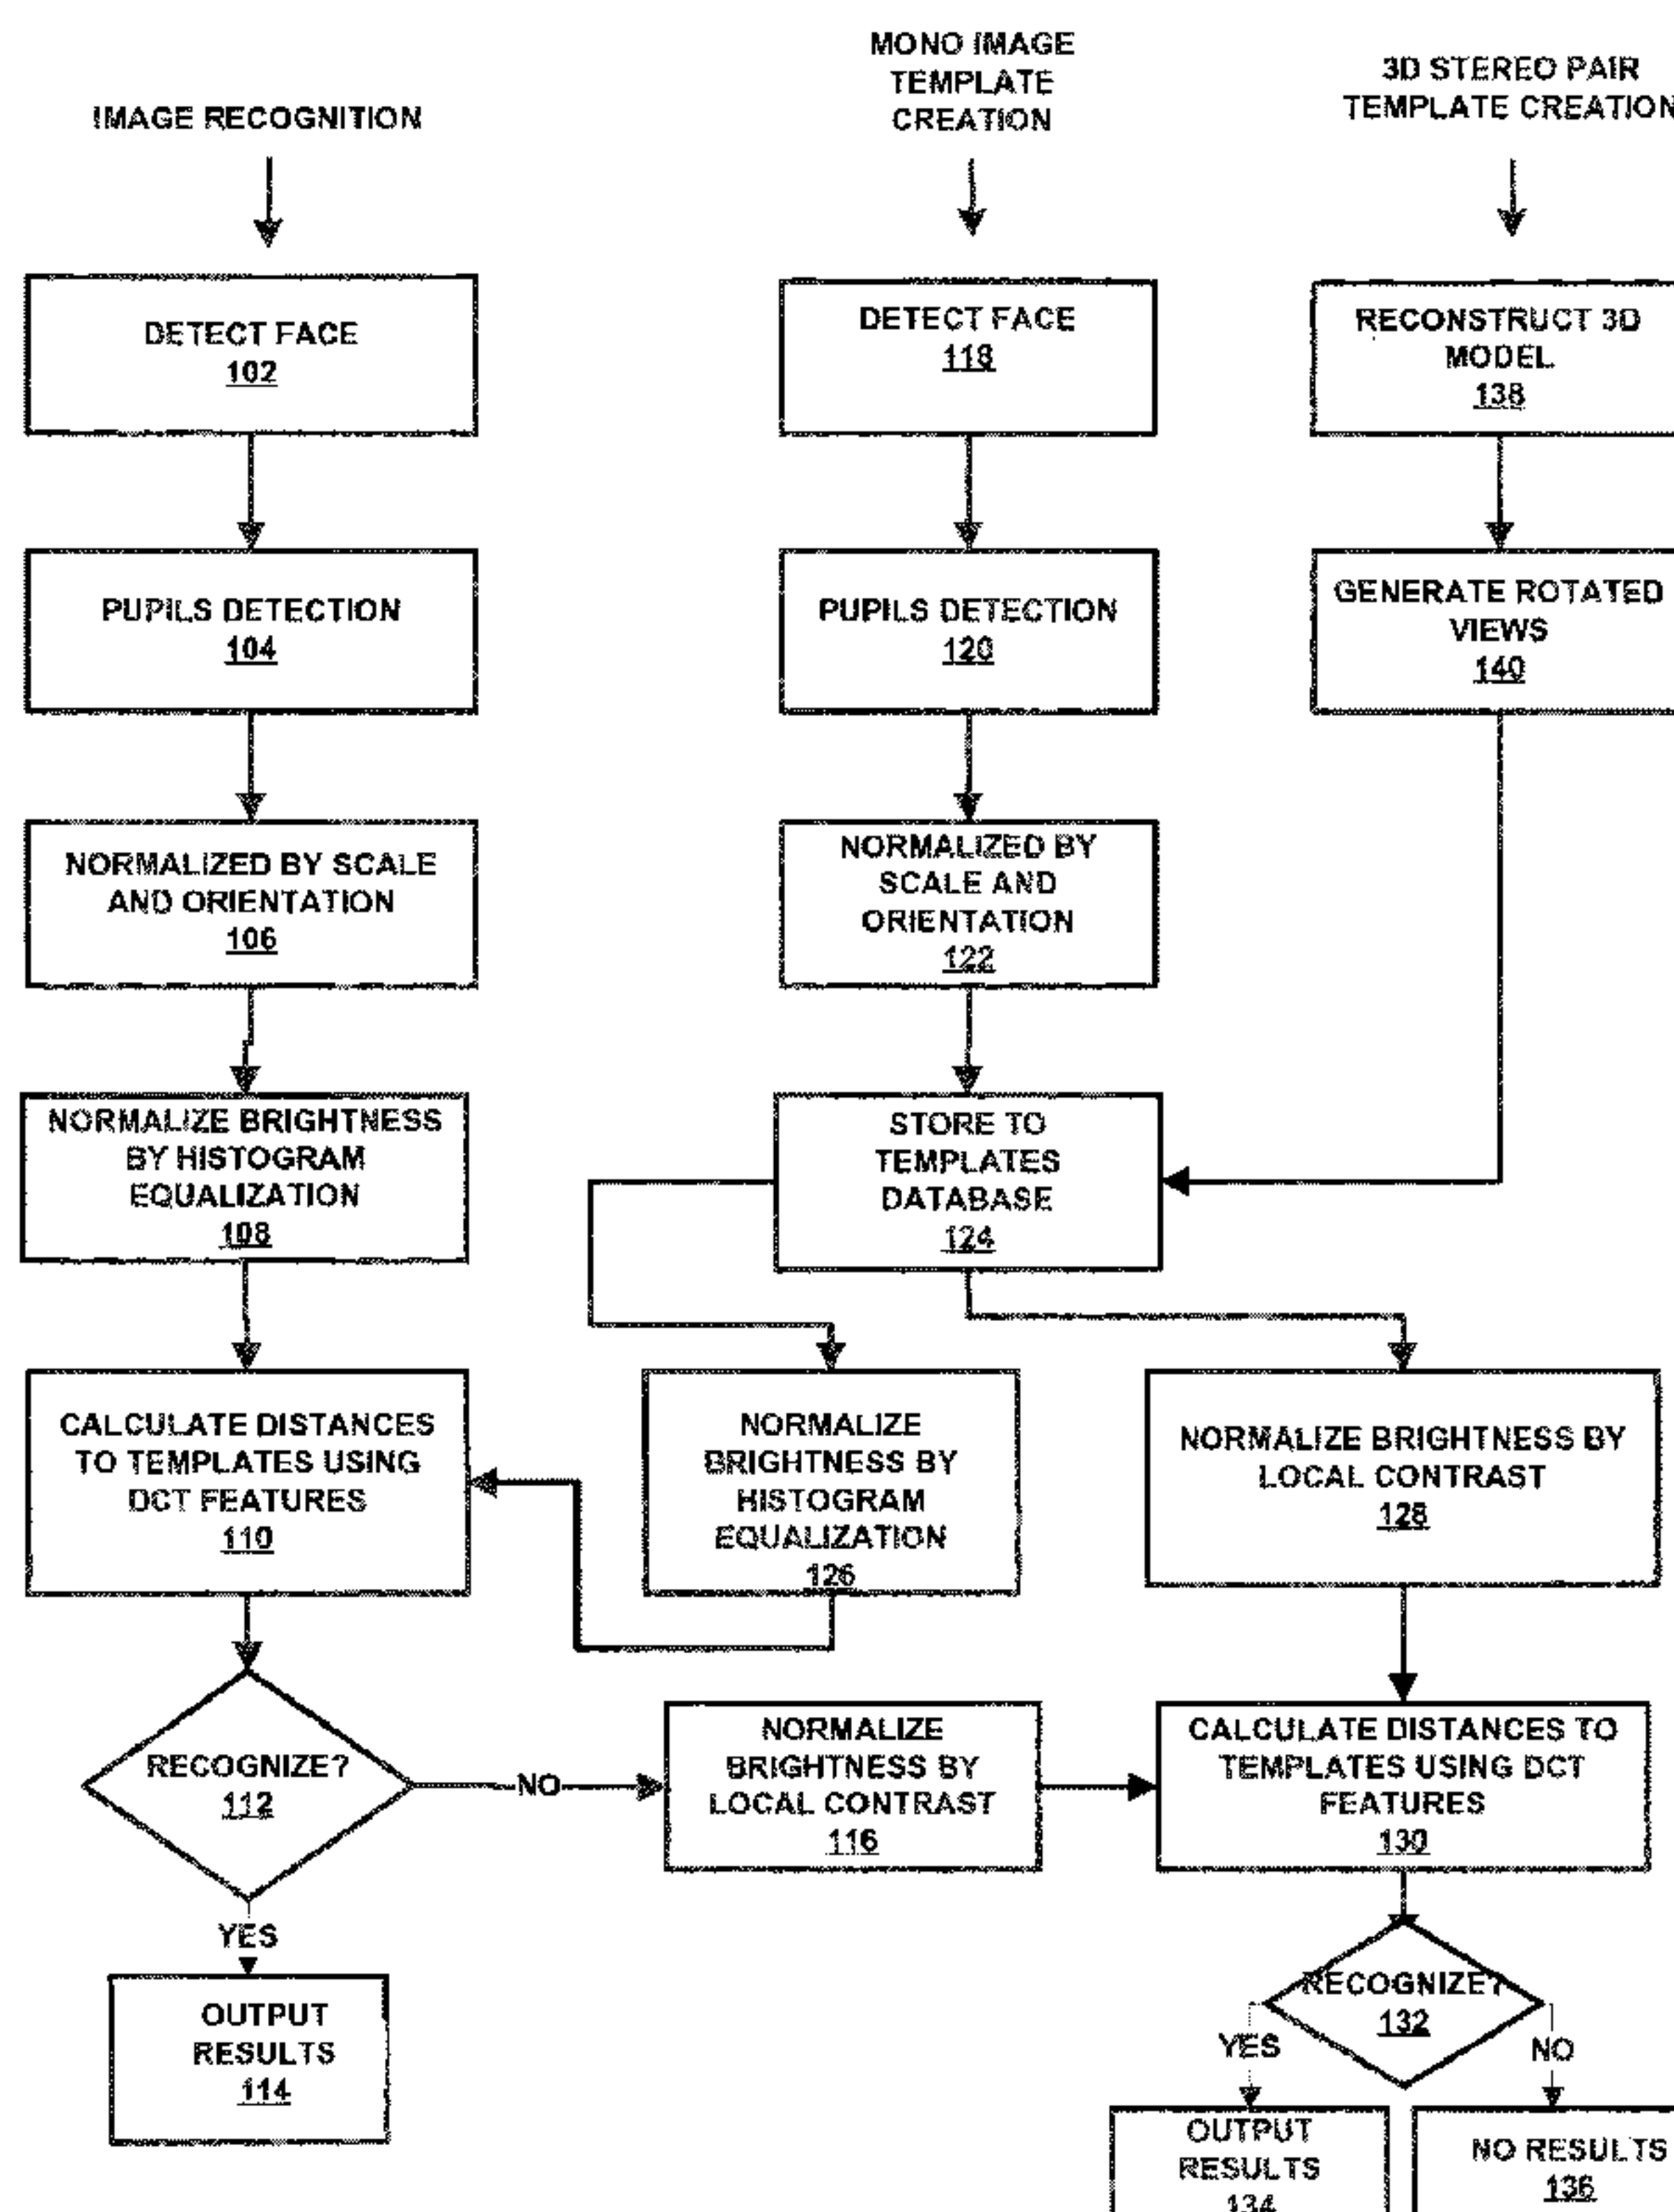 IMAGE RECOGNITION
DETECT FACE
102
PUPILS DETECTION
104
NORMALIZED BY SCALE
AND ORIENTATION
106
NORMALIZE BRIGHTNESS
BY HISTOGRAM
EQUALIZATION
108
CALCULATE DISTANCES
TO TEMPLATES USING
DCT FEATURES
110
RECOGNIZE?
112
YES
OUTPUT
RESULTS
114
NO
NORMALIZE
BRIGHTNESS BY
LOCAL CONTRAST
116
MONO IMAGE
TEMPLATE
CREATION
DETECT FACE
118
PUPILS DETECTION
120
NORMALIZED BY
SCALE AND
ORIENTATION
122
STORE TO
TEMPLATES
DATABASE
124
NORMALIZE
BRIGHTNESS BY
HISTOGRAM
EQUALIZATION
126
3D STEREO PAIR
TEMPLATE CREATION
RECONSTRUCT 3D
MODEL
138
GENERATE ROTATED
VIEWS
140
NORMALIZE BRIGHTNESS BY
LOCAL CONTRAST
128
CALCULATE DISTANCES TO
TEMPLATES USING DCT
FEATURES
130
RECOGNIZE?
132
YES
NO
OUTPUT
RESULTS
134
NO RESULTS
136